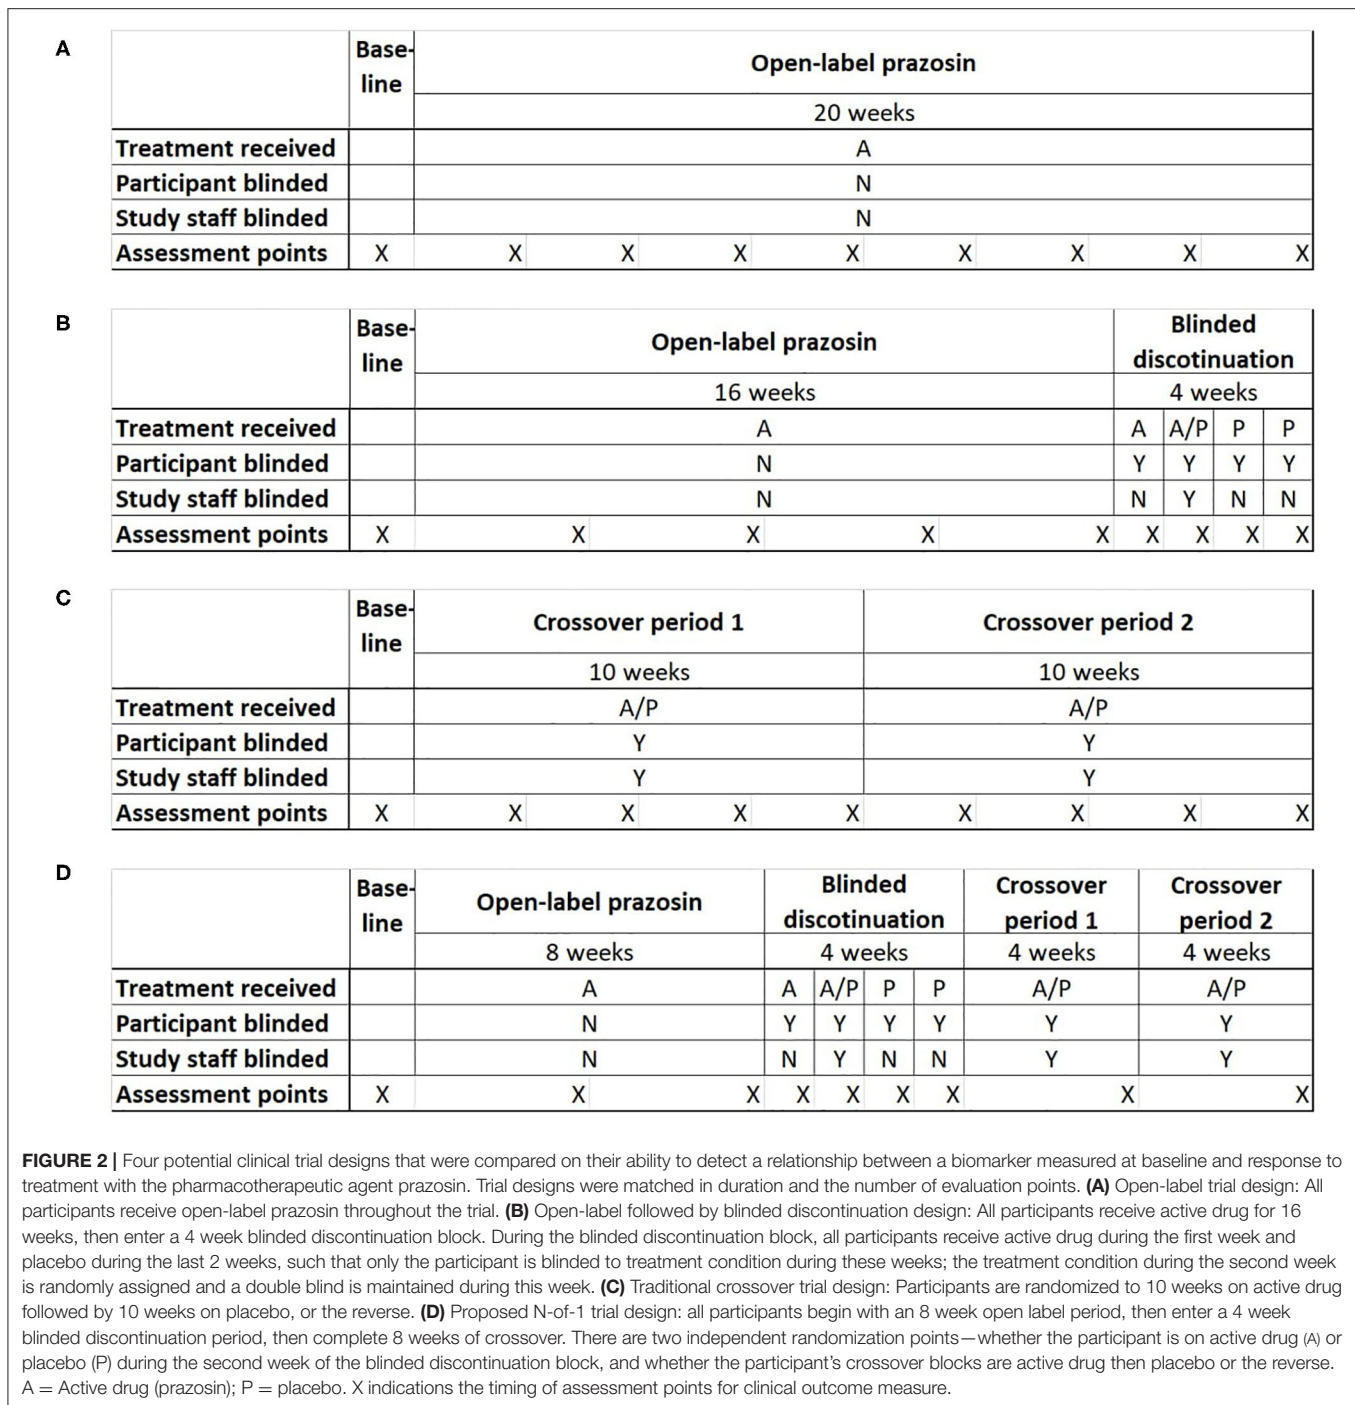 A
Base-
line
Open-label prazosin
20 weeks
Treatment received A
Participant blinded N
Study staff blinded N
Assessment points X X X X X X X X X
B
Base-
line
Open-label prazosin
Blinded
discotinuation
16 weeks 4 weeks
Treatment received A A A/P P P
Participant blinded N Y Y Y Y
Study staff blinded N N Y N N
Assessment points X X X X X X X X X
C
Base-
line
Crossover period 1 Crossover period 2
10 weeks 10 weeks
Treatment received A/P A/P
Participant blinded Y Y
Study staff blinded Y Y
Assessment points X X X X X X X X X
D
Base-
line
Open-label prazosin
Blinded
discotinuation
Crossover
period 1
Crossover
period 2
8 weeks 4 weeks 4 weeks 4 weeks
Treatment received A A A/P P P A/P A/P
Participant blinded N Y Y Y Y Y Y
Study staff blinded N N Y N N Y Y
Assessment points X X X X X X X X X
FIGURE 2 | Four potential clinical trial designs that were compared on their ability to detect a relationship between a biomarker measured at baseline and response to
treatment with the pharmacotherapeutic agent prazosin. Trial designs were matched in duration and the number of evaluation points. (A) Open-label trial design: All
participants receive open-label prazosin throughout the trial. (B) Open-label followed by blinded discontinuation design: All participants receive active drug for 16
weeks, then enter a 4 week blinded discontinuation block. During the blinded discontinuation block, all participants receive active drug during the first week and
placebo during the last 2 weeks, such that only the participant is blinded to treatment condition during these weeks; the treatment condition during the second week
is randomly assigned and a double blind is maintained during this week. (C) Traditional crossover trial design: Participants are randomized to 10 weeks on active drug
followed by 10 weeks on placebo, or the reverse. (D) Proposed N-of-1 trial design: all participants begin with an 8 week open label period, then enter a 4 week
blinded discontinuation period, then complete 8 weeks of crossover. There are two independent randomization points—whether the participant is on active drug (A) or
placebo (P) during the second week of the blinded discontinuation block, and whether the participant's crossover blocks are active drug then placebo or the reverse.
A = Active drug (prazosin); P = placebo. X indications the timing of assessment points for clinical outcome measure.